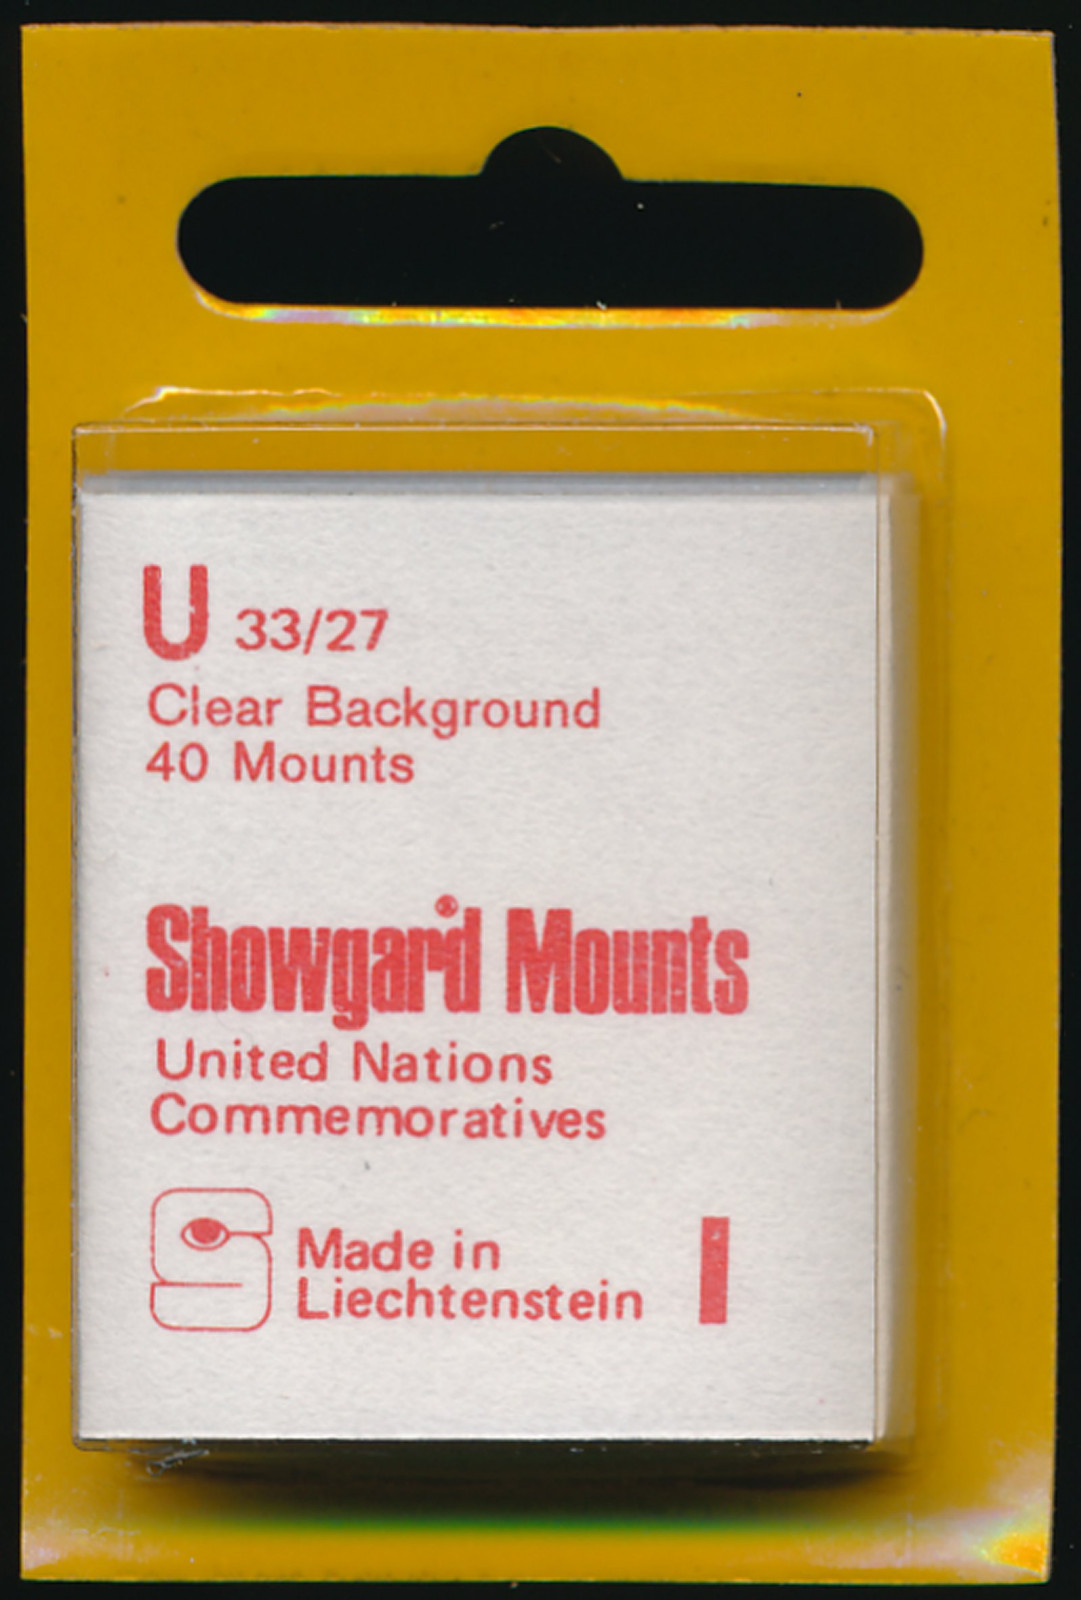 U 33/27
Clear Background
40 Mounts
Showgard® Mounts
United Nations
Commemoratives
S Made in
Liechtenstein I